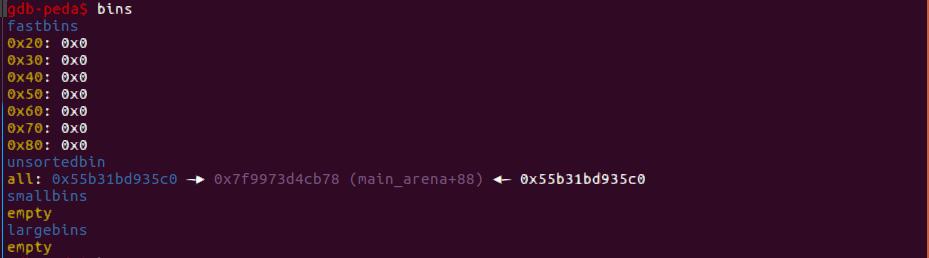 gdb-peda$ bins
fastbins
0x20: 0x0
0x30: 0x0
0x40: 0x0
0x50: 0x0
0x60: 0x0
0x70: 0x0
0x80: 0x0
unsortedbin
all: 0x55b31bd935c0 —▸ 0x7f9973d4cb78 (main_arena+88) ◂— 0x55b31bd935c0
smallbins
empty
largebins
empty